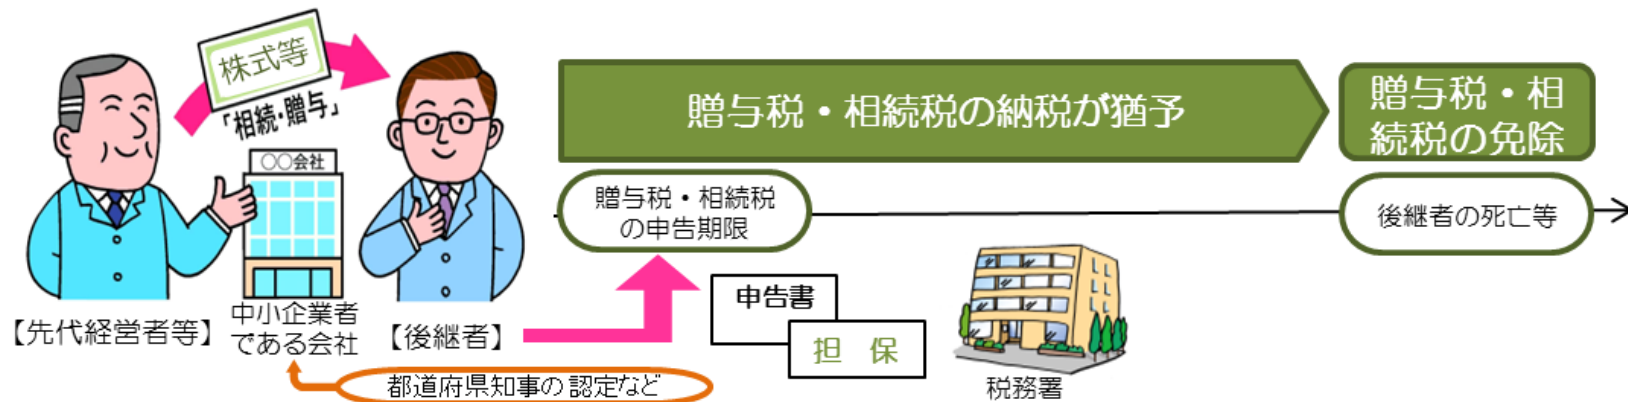 株式等
「相続・贈与」
〇〇会社
【先代経営者等】
中小企業者
である会社
【後継者】
都道府県知事の認定など
贈与税・相続税の納税が猶予
贈与税・相
続税の免除
贈与税・相続税
の申告期限
後継者の死亡等
申告書
担 保
税務署